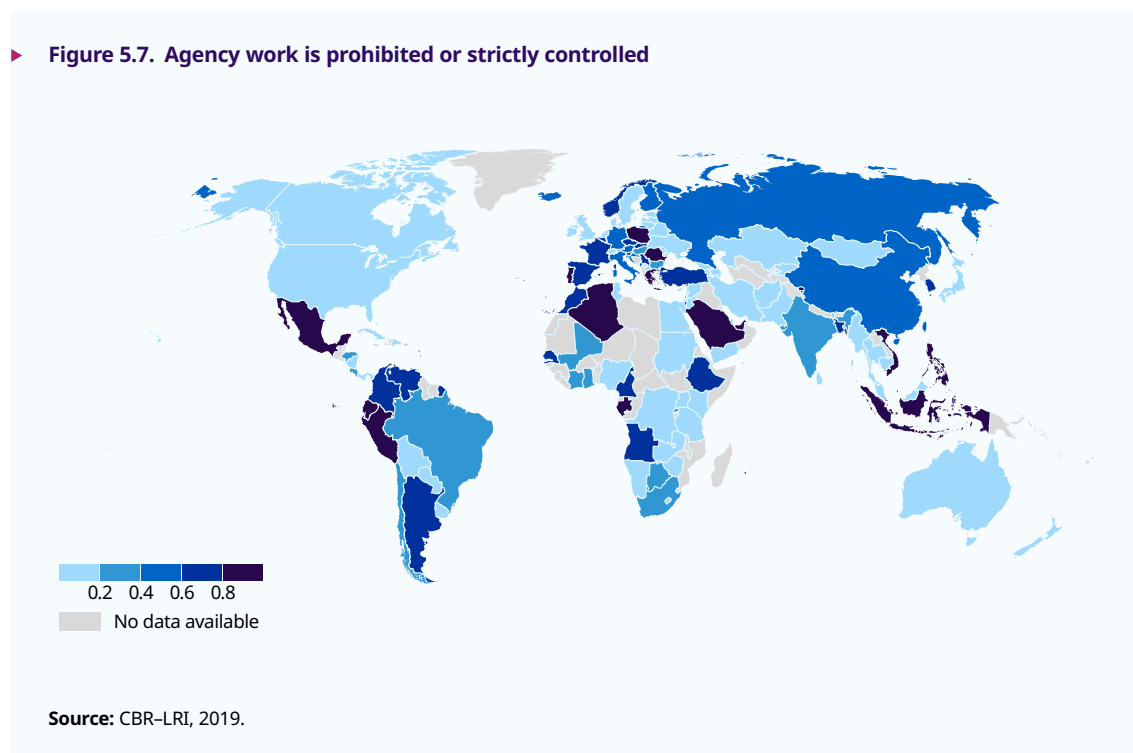 Figure 5.7. Agency work is prohibited or strictly controlled
0.2 0.4 0.6 0.8
No data available
Source: CBR–LRI, 2019.